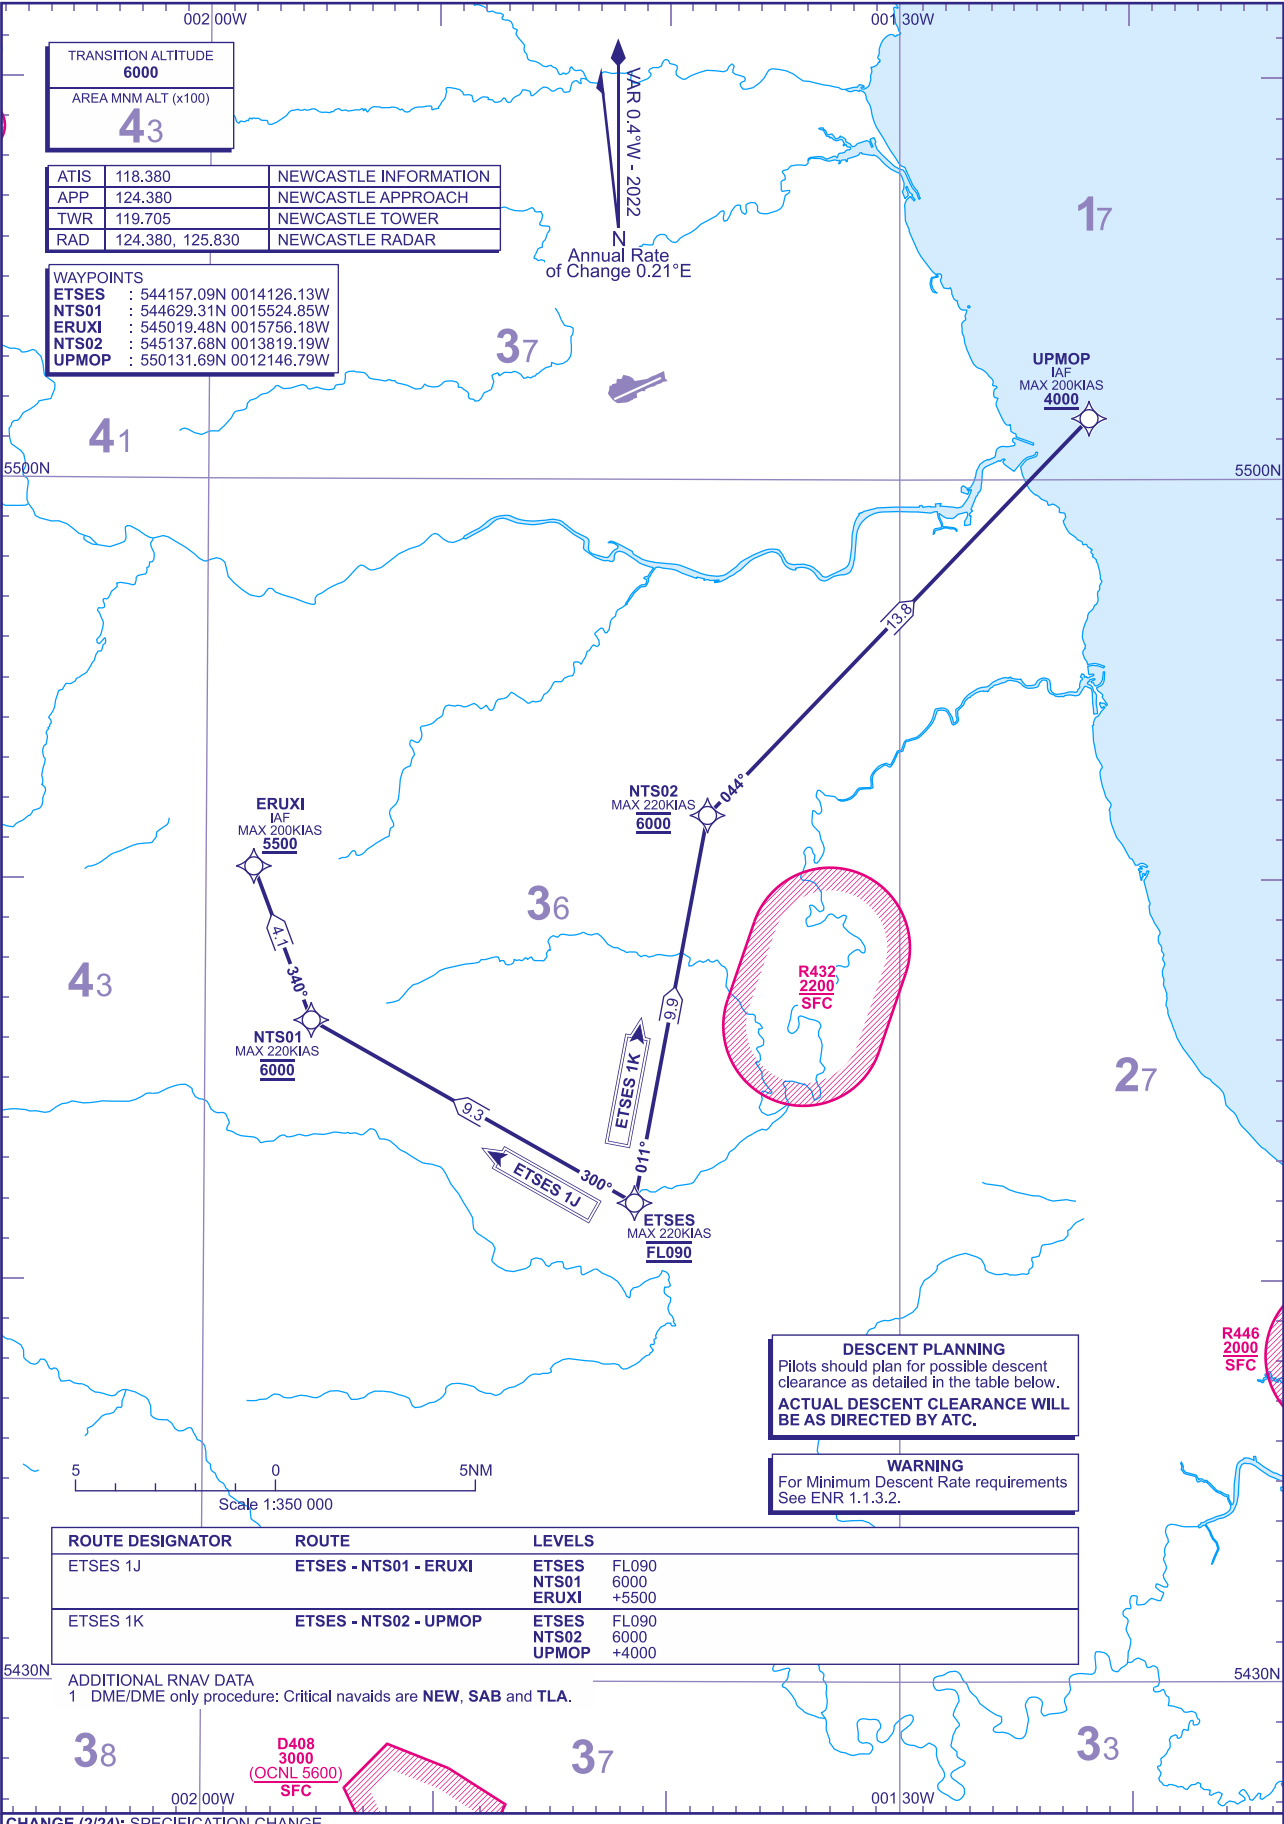 002 00W
001 30W
TRANSITION ALTITUDE
6000
AREA MNM ALT (x100)
43
VAR 0.4°W - 2022
N
Annual Rate
of Change 0.21°E
ATIS 118.380 NEWCASTLE INFORMATION
APP 124.380 NEWCASTLE APPROACH
TWR 119.705 NEWCASTLE TOWER
RAD 124.380, 125.830 NEWCASTLE RADAR
WAYPOINTS
ETSES : 544157.09N 0014126.13W
NTS01 : 544629.31N 0015524.85W
ERUXI : 545019.48N 0015756.18W
NTS02 : 545137.68N 0013819.19W
UPMOP : 550131.69N 0012146.79W
17
37
UPMOP
IAF
MAX 200KIAS
4000
41
5500N
5500N
13.8
044°
NTS02
MAX 220KIAS
6000
ERUXI
IAF
MAX 200KIAS
5500
36
4.1
340°
43
R432
2200
SFC
9.9
NTS01
MAX 220KIAS
6000
ETSES 1K
27
9.3
011°
300°
ETSES 1J
ETSES
MAX 220KIAS
FL090
R446
2000
SFC
DESCENT PLANNING
Pilots should plan for possible descent
clearance as detailed in the table below.
ACTUAL DESCENT CLEARANCE WILL
BE AS DIRECTED BY ATC.
WARNING
For Minimum Descent Rate requirements
See ENR 1.1.3.2.
5 0 5NM
Scale 1:350 000
ROUTE DESIGNATOR ROUTE LEVELS
ETSES 1J ETSES - NTS01 - ERUXI ETSES FL090
NTS01 6000
ERUXI +5500
ETSES 1K ETSES - NTS02 - UPMOP ETSES FL090
NTS02 6000
UPMOP +4000
5430N
5430N
ADDITIONAL RNAV DATA
1 DME/DME only procedure: Critical navaids are NEW, SAB and TLA.
38
D408
3000
(OCNL 5600)
SFC
37
33
002 00W
001 30W
CHANGE (2/24): SPECIFICATION CHANGE.